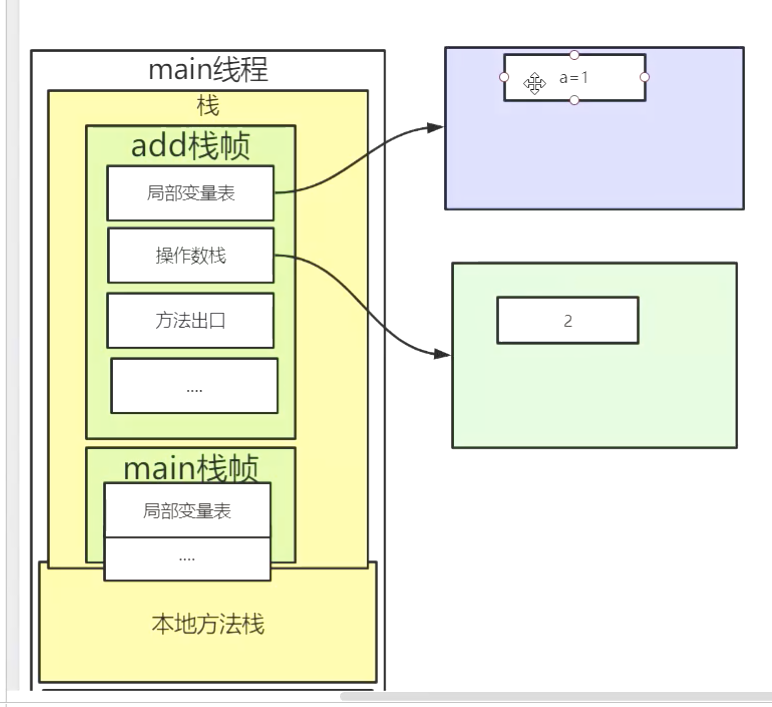 main线程
栈
add栈帧
局部变量表
操作数栈
方法出口
....
main栈帧
局部变量表
....
本地方法栈
a=1
2